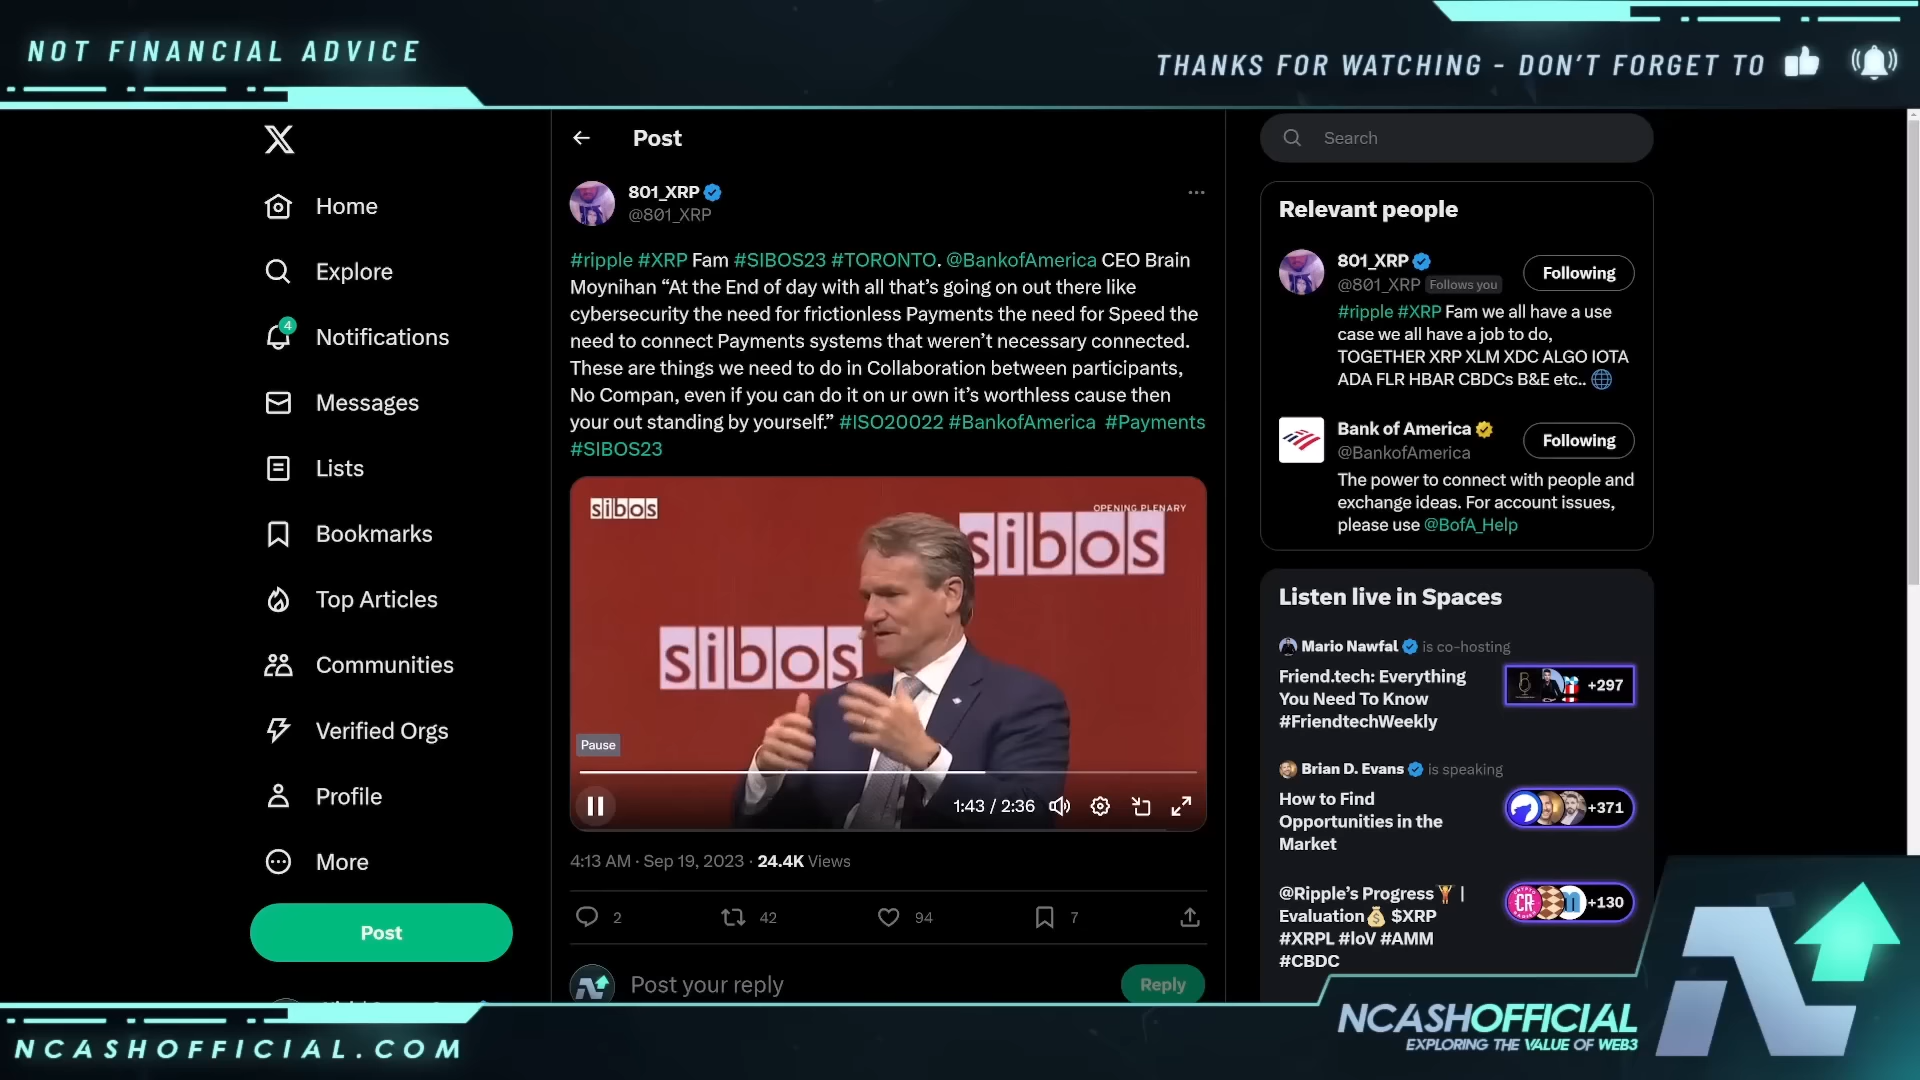 NOT FINANCIAL ADVICE
THANKS FOR WATCHING - DON'T FORGET TO
Home
Explore
4
Notifications
Messages
Lists
Bookmarks
Top Articles
Communities
Verified Orgs
Profile
More
Post
Post
801_XRP
@801_XRP
#ripple #XRP Fam #SIBOS23 #TORONTO. @BankofAmerica CEO Brain
Moynihan “At the End of day with all that’s going on out there like
cybersecurity the need for frictionless Payments the need for Speed the
need to connect Payments systems that weren’t necessary connected.
These are things we need to do in Collaboration between participants,
No Compan, even if you can do it on ur own it’s worthless cause then
your out standing by yourself.” #ISO20022 #BankofAmerica #Payments
#SIBOS23
sibos
OPENING PLENARY
sibos
sibos
Pause
1:43 / 2:36
4:13 AM · Sep 19, 2023 · 24.4K Views
2
42
94
7
Post your reply
Reply
Search
Relevant people
801_XRP
Following
@801_XRP Follows you
#ripple #XRP Fam we all have a use
case we all have a job to do,
TOGETHER XRP XLM XDC ALGO IOTA
ADA FLR HBAR CBDCs B&E etc..
Bank of America
Following
@BankofAmerica
The power to connect with people and
exchange ideas. For account issues,
please use @BofA_Help
Listen live in Spaces
Mario Nawfal is co-hosting
Friend.tech: Everything
You Need To Know
#FriendtechWeekly
+297
Brian D. Evans is speaking
How to Find
Opportunities in the
Market
+371
@Ripple’s Progress |
Evaluation $XRP
#XRPL #IoV #AMM
#CBDC
CR
+130
NCASHOFFICIAL.COM
NCASHOFFICIAL
EXPLORING THE VALUE OF WEB3